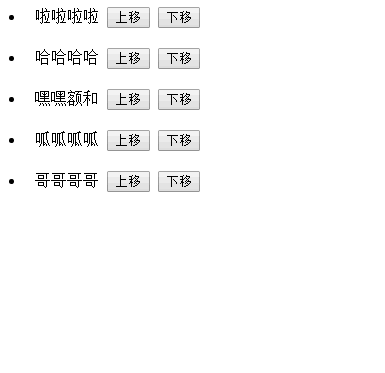 啦啦啦啦 上移 下移
哈哈哈哈 上移 下移
嘿嘿额和 上移 下移
呱呱呱呱 上移 下移
哥哥哥哥 上移 下移